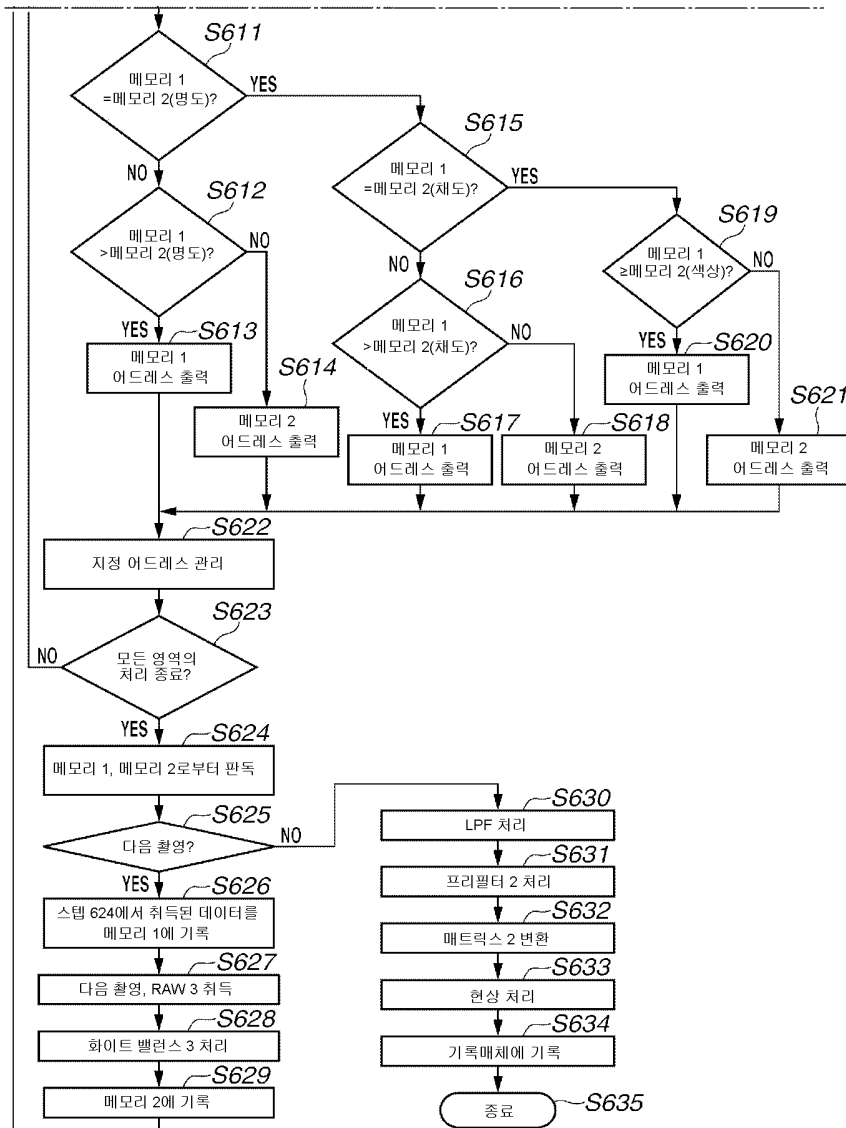 S611
메모리 1
=메모리 2(명도)?
YES
NO
S615
메모리 1
=메모리 2(채도)?
YES
NO
S612
메모리 1
>메모리 2(명도)?
NO
YES
S619
메모리 1
≥메모리 2(색상)?
NO
YES
S616
메모리 1
>메모리 2(채도)?
NO
YES
S613
메모리 1
어드레스 출력
S614
메모리 2
어드레스 출력
S617
메모리 1
어드레스 출력
S618
메모리 2
어드레스 출력
S620
메모리 1
어드레스 출력
S621
메모리 2
어드레스 출력
S622
지정 어드레스 관리
S623
모든 영역의
처리 종료?
NO
YES
S624
메모리 1, 메모리 2로부터 판독
S625
다음 촬영?
NO
YES
S626
스텝 624에서 취득된 데이터를
메모리 1에 기록
S627
다음 촬영, RAW 3 취득
S628
화이트 밸런스 3 처리
S629
메모리 2에 기록
S630
LPF 처리
S631
프리필터 2 처리
S632
매트릭스 2 변환
S633
현상 처리
S634
기록매체에 기록
S635
종료